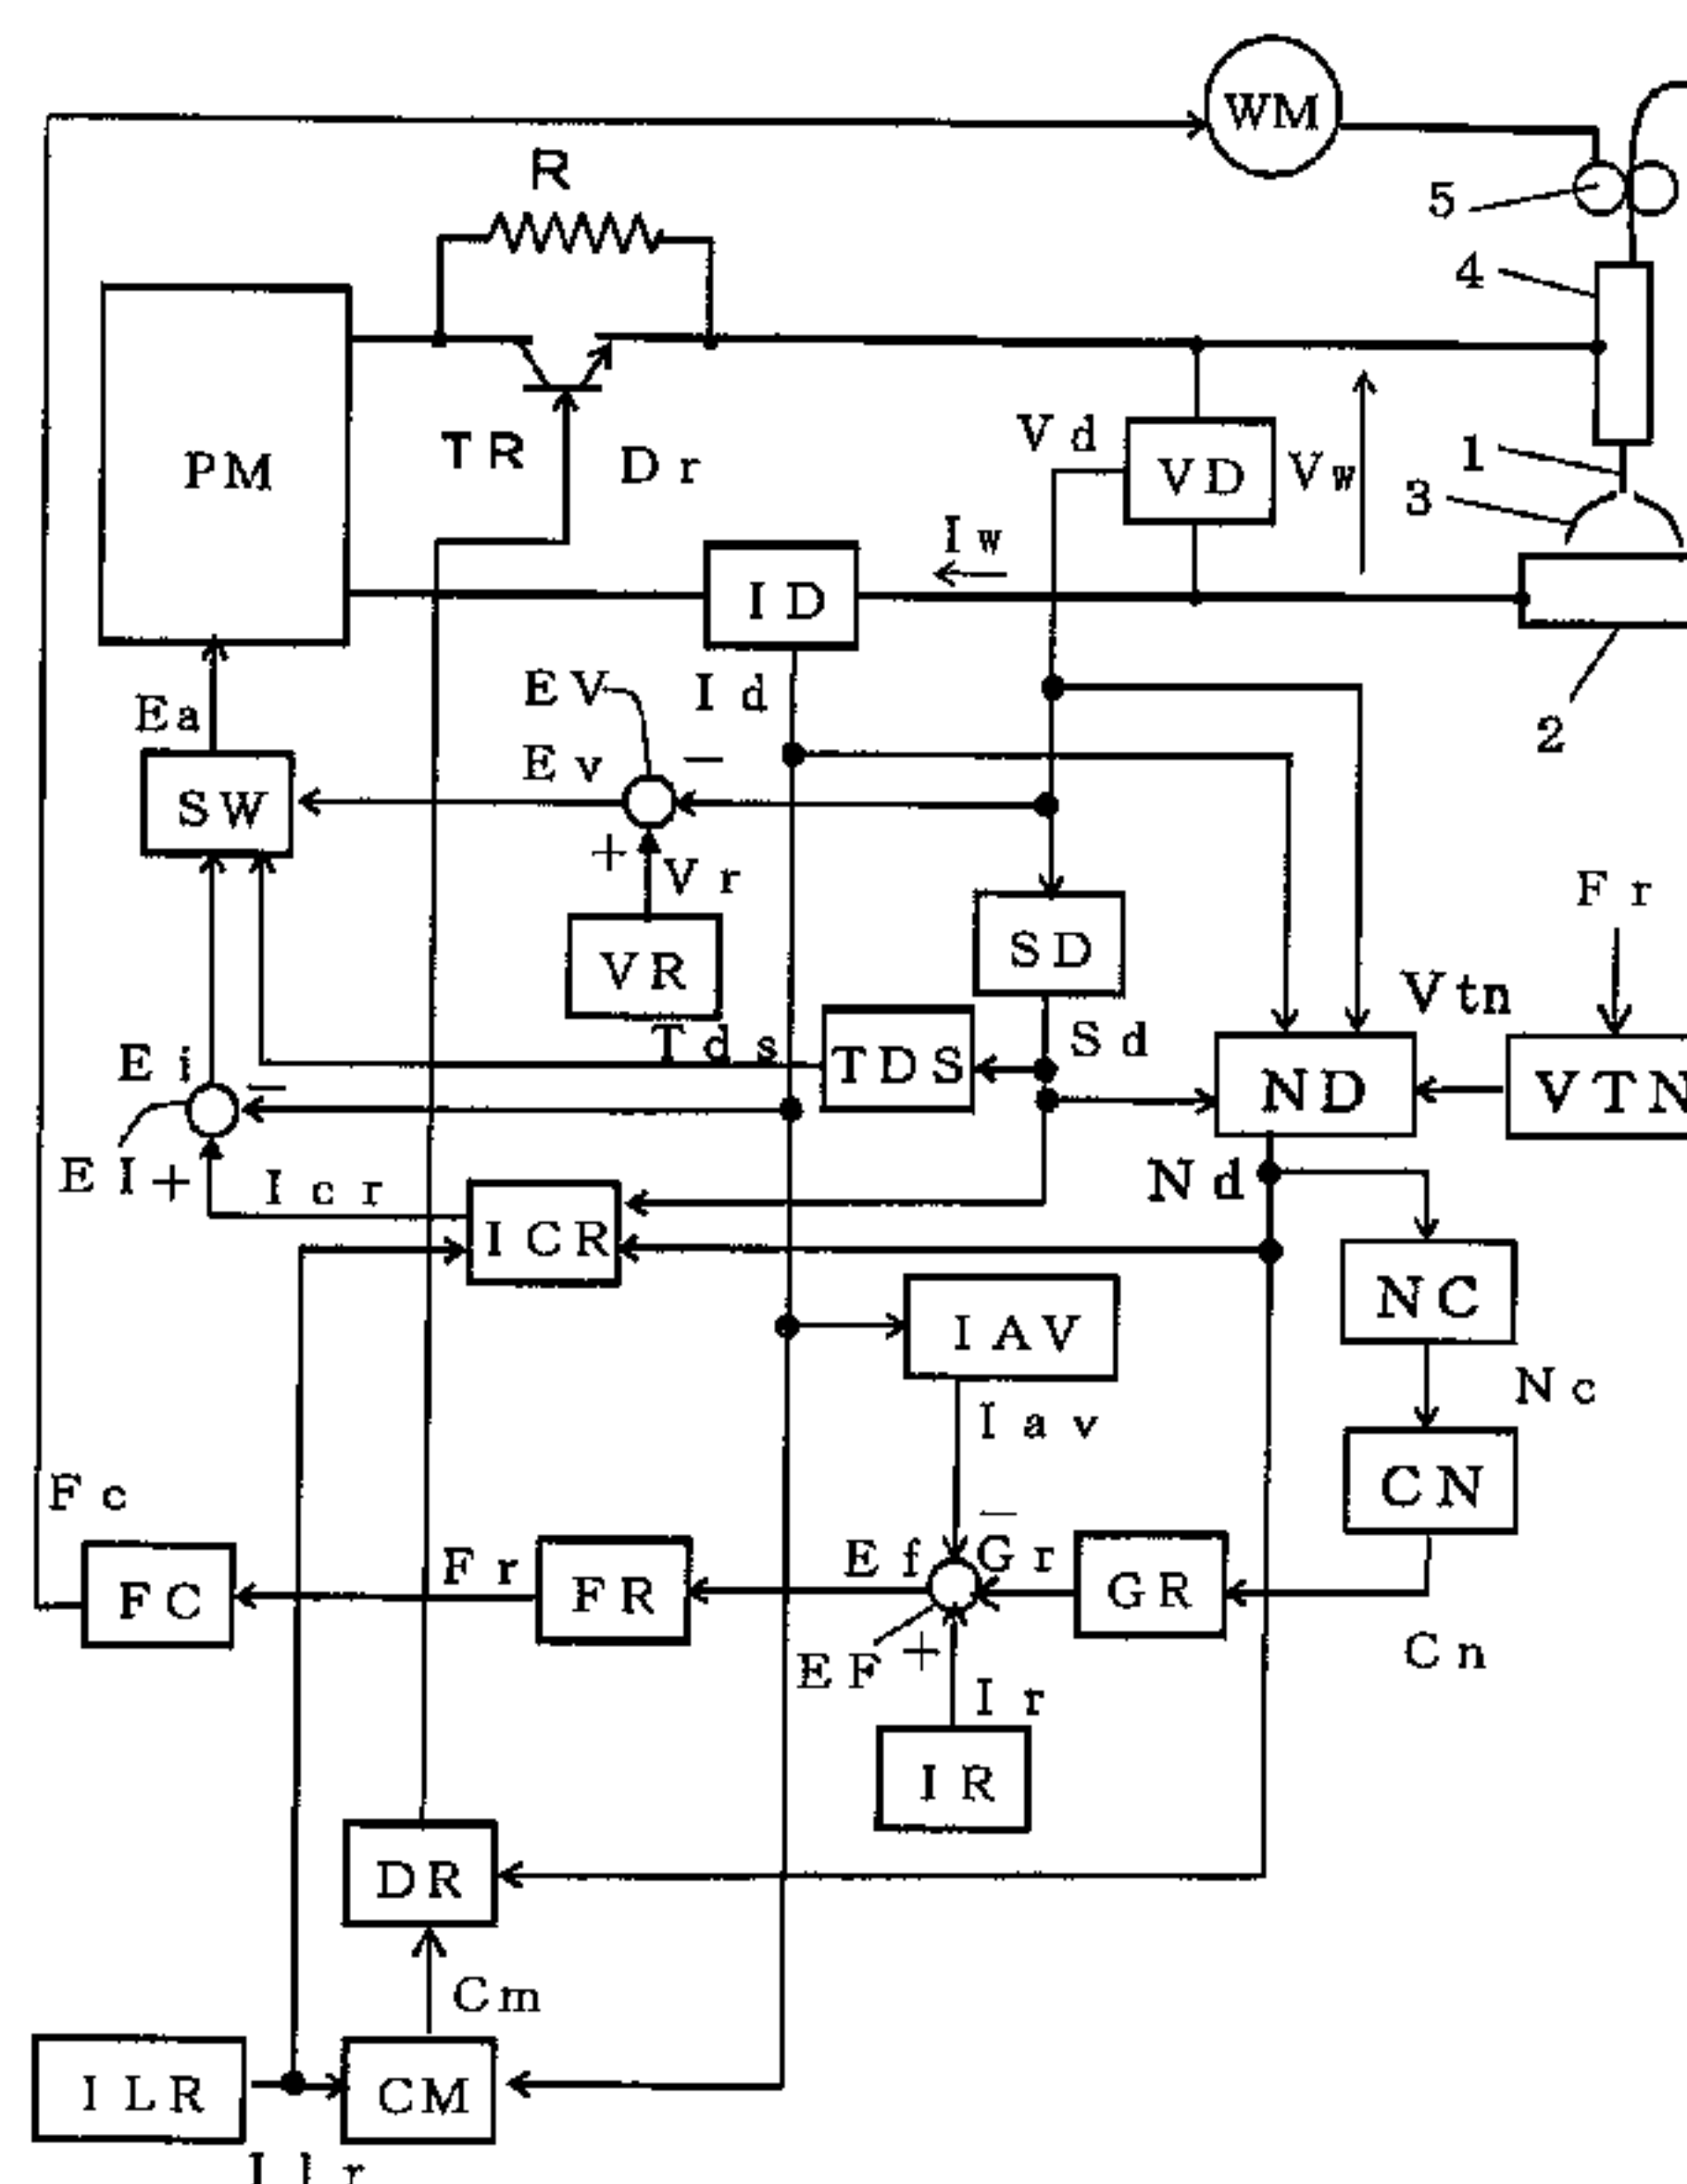 WM
R
5
4
PM
TR
Dr
Vd
VD
Vw
1
3
Iw
ID
2
EV
Id
Ea
Ev
−
SW
+
Vr
VR
SD
Fr
Vtn
Tds
TDS
Sd
ND
VTN
Ei
−
EI+
Icr
ICR
Nd
NC
IAV
Nc
Iav
CN
Fc
−
FC
Fr
FR
Ef
Gr
GR
EF
+
Cn
Ir
IR
DR
Cm
ILR
CM
Ilr